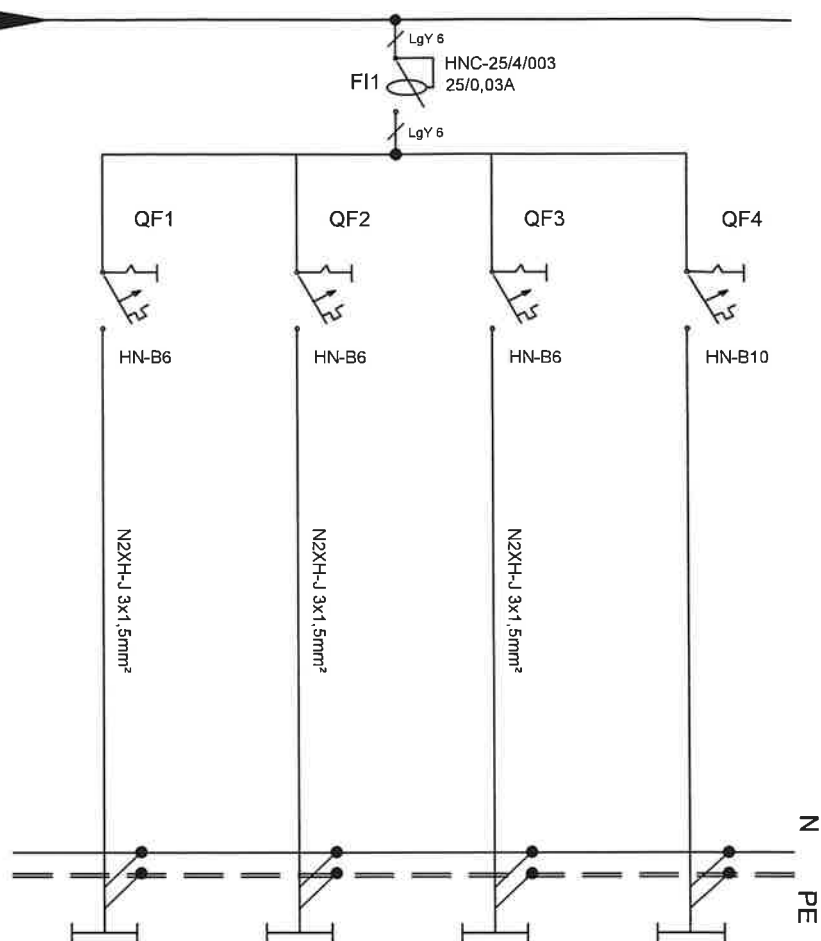 LgY 6
HNC-25/4/003
FI1
25/0,03A
LgY 6
QF1
QF2
QF3
QF4
HN-B6
HN-B6
HN-B6
HN-B10
N2XH-J 3x1,5mm²
N2XH-J 3x1,5mm²
N2XH-J 3x1,5mm²
N
PE